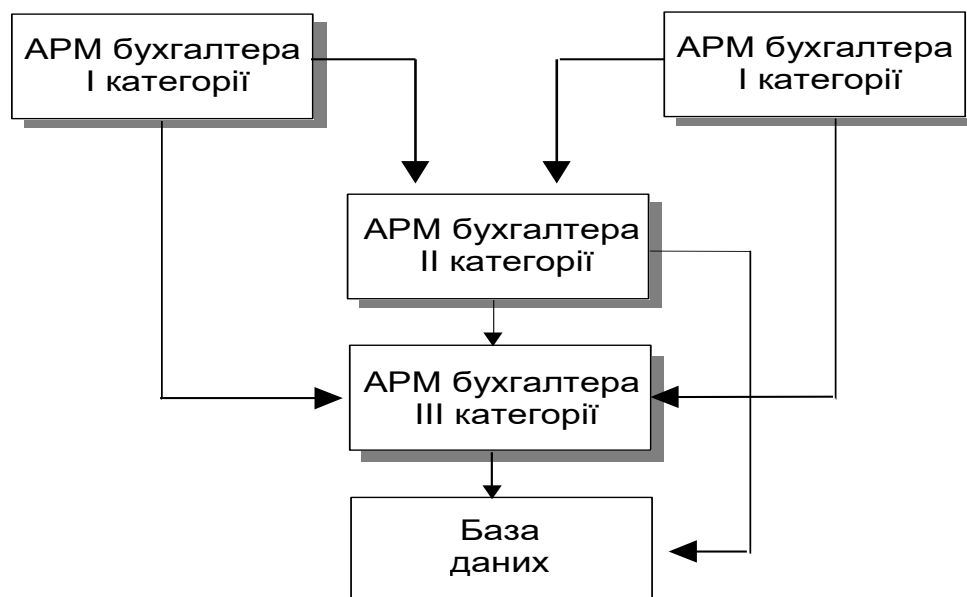 АРМ бухгалтера
І категорії
АРМ бухгалтера
І категорії
АРМ бухгалтера
ІІ категорії
АРМ бухгалтера
ІІІ категорії
База
даних